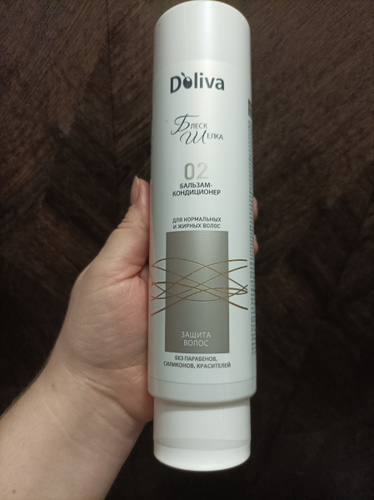 D'oliva
Блеск
Шелка
02
БАЛЬЗАМ-
КОНДИЦИОНЕР
ДЛЯ НОРМАЛЬНЫХ
И ЖИРНЫХ ВОЛОС
ЗАЩИТА
ВОЛОС
БЕЗ ПАРАБЕНОВ,
СИЛИКОНОВ, КРАСИТЕЛЕЙ